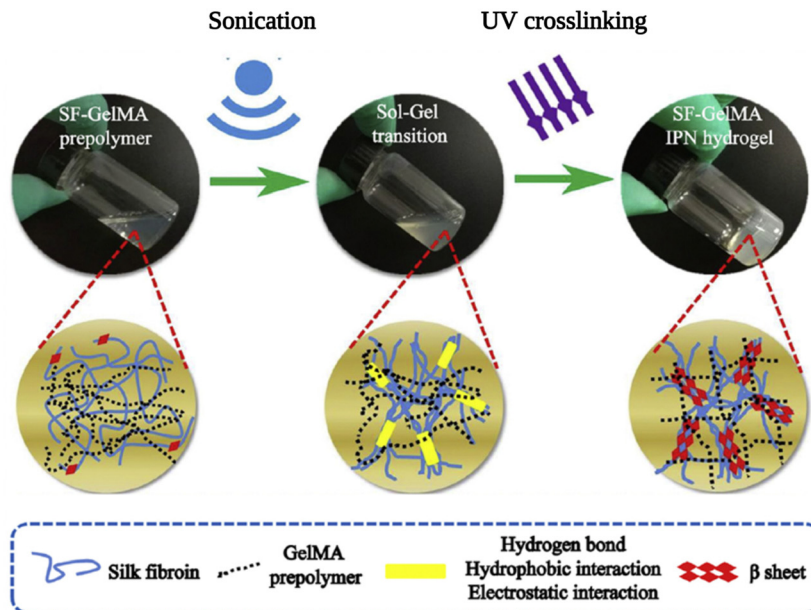 Sonication
UV crosslinking
SF-GelMA
prepolymer
Sol-Gel
transition
SF-GelMA
IPN hydrogel
Silk fibroin
GelMA
prepolymer
Hydrogen bond
Hydrophobic interaction
Electrostatic interaction
β sheet